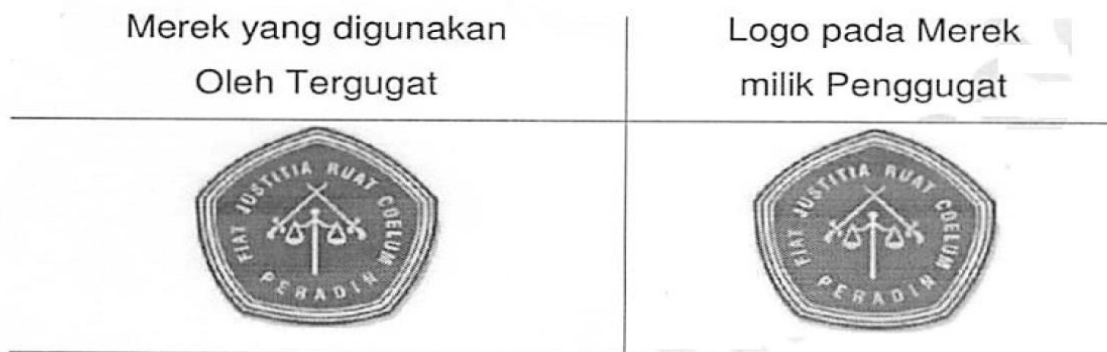 Merek yang digunakan
Oleh Tergugat
Logo pada Merek
milik Penggugat
FIAT JUSTITIA RUAT COELUM
PERADIN
FIAT JUSTITIA RUAT COELUM
PERADIN